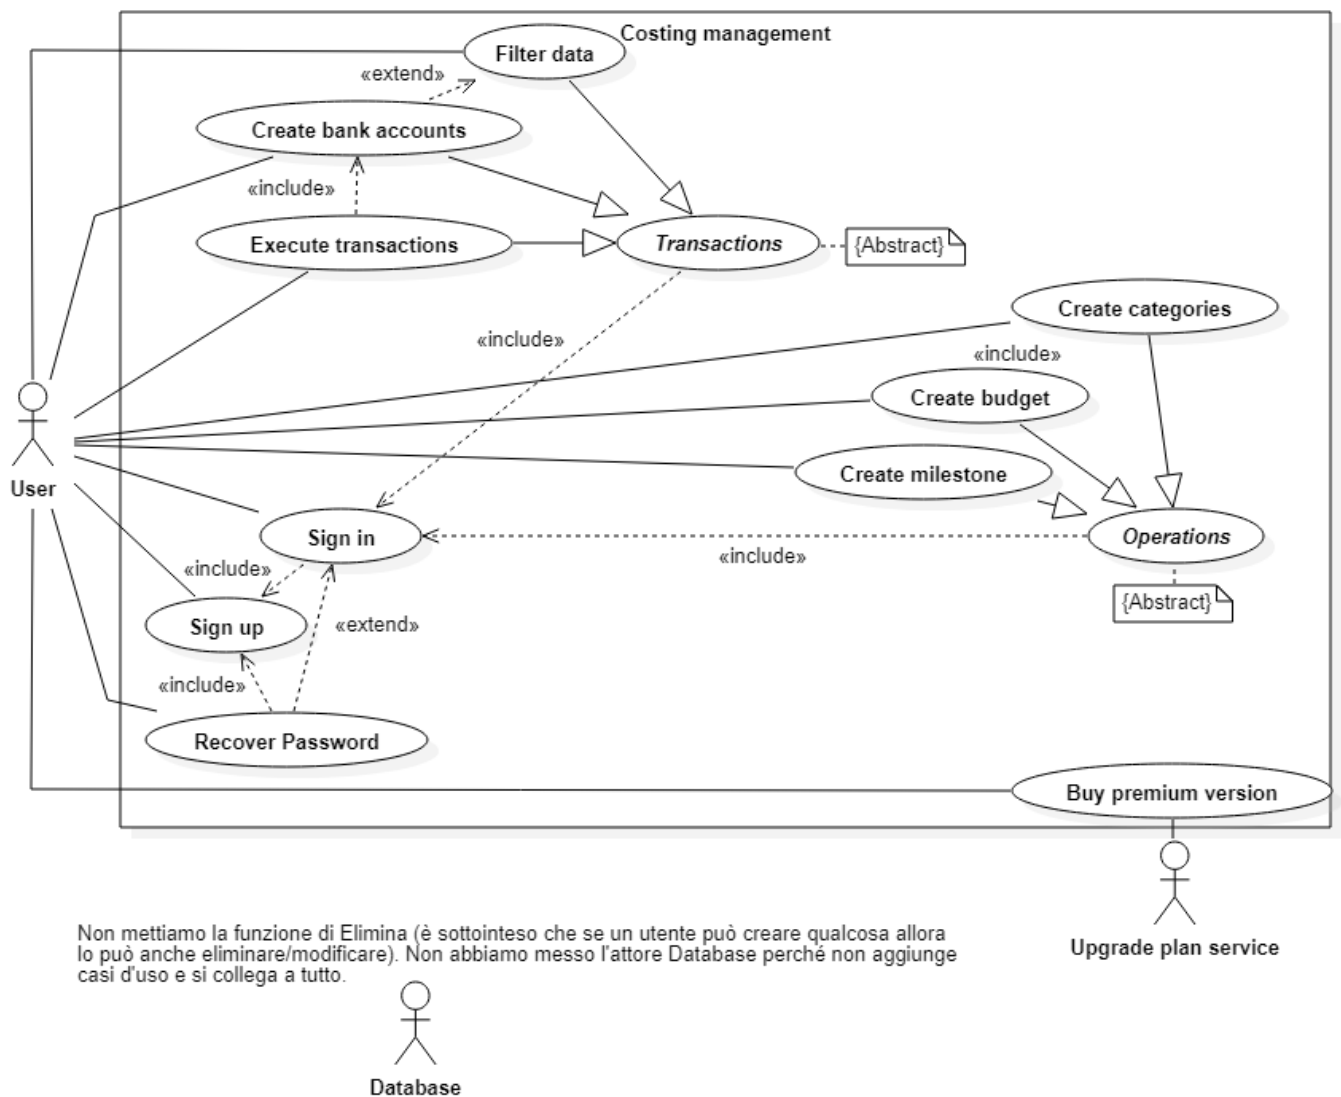 Costing management
Filter data
«extend»
Create bank accounts
«include»
Execute transactions
Transactions
{Abstract}
Create categories
«include»
«include»
Create budget
Create milestone
User
Sign in
Operations
«include»
«include»
{Abstract}
Sign up
«extend»
«include»
Recover Password
Buy premium version
Non mettiamo la funzione di Elimina (è sottointeso che se un utente può creare qualcosa allora
lo può anche eliminare/modificare). Non abbiamo messo l'attore Database perché non aggiunge
casi d'uso e si collega a tutto.
Upgrade plan service
Database